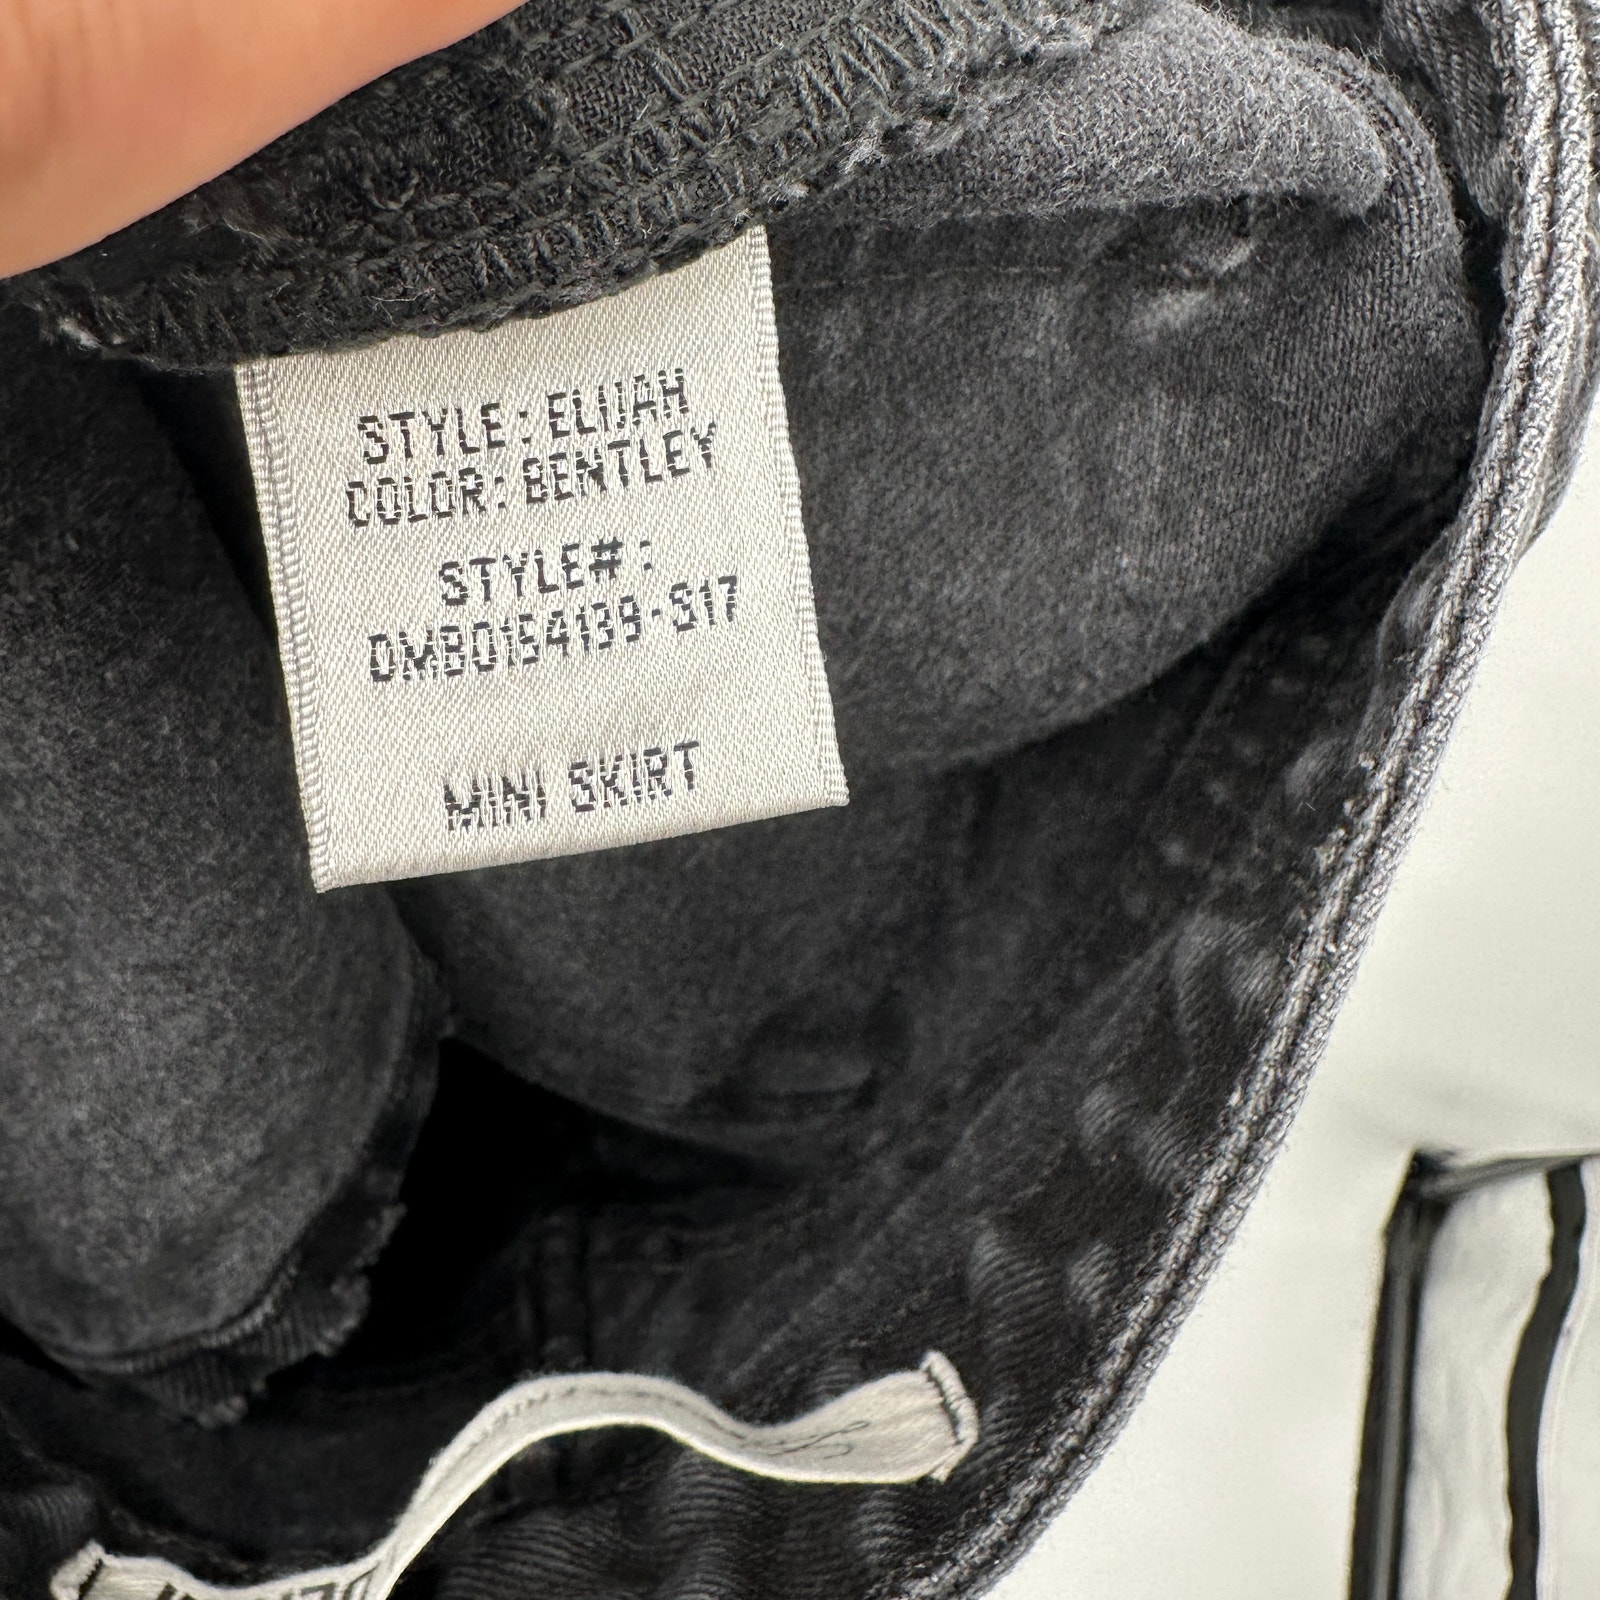 STYLE: ELIJAH
COLOR: BENTLEY
STYLE#:
DMB0154139-S17
MINI SKIRT